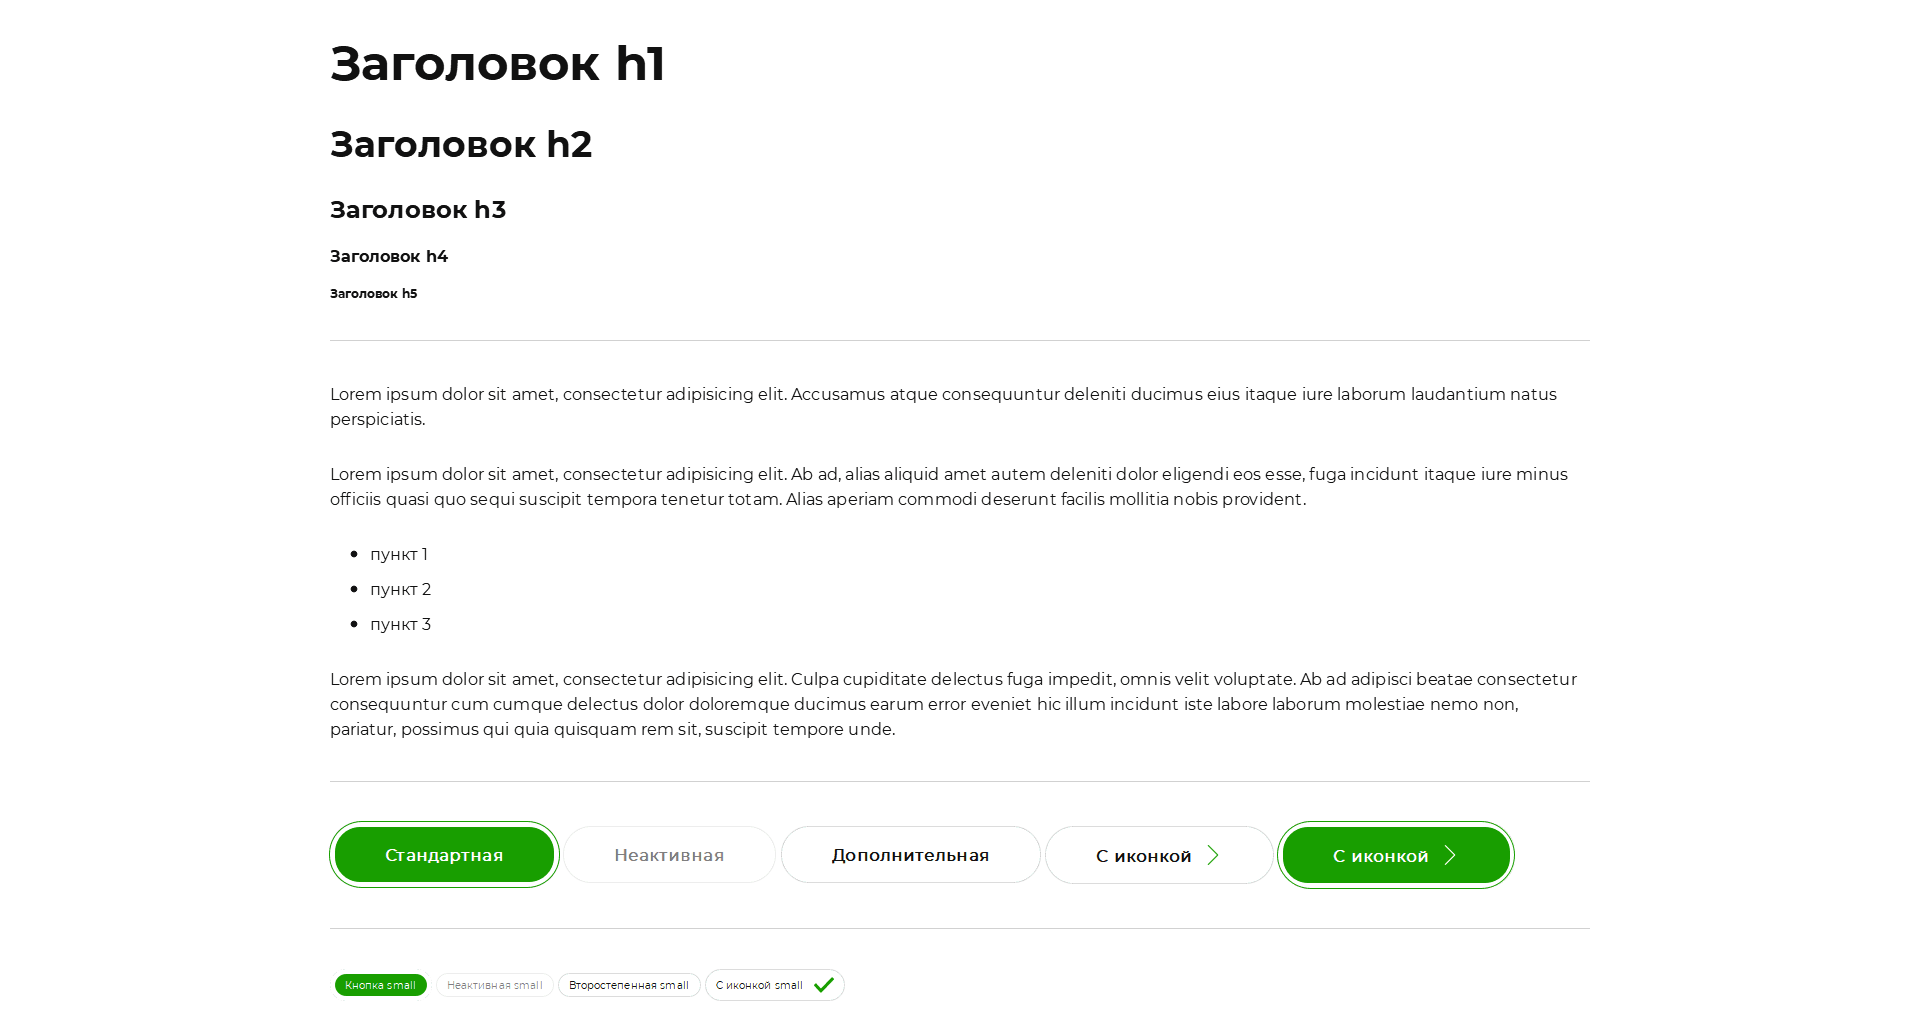 Заголовок h1
Заголовок h2
Заголовок h3
Заголовок h4
Заголовок h5
Lorem ipsum dolor sit amet, consectetur adipisicing elit. Accusamus atque consequuntur deleniti ducimus eius itaque iure laborum laudantium natus
perspiciatis.
Lorem ipsum dolor sit amet, consectetur adipisicing elit. Ab ad, alias aliquid amet autem deleniti dolor eligendi eos esse, fuga incidunt itaque iure minus
officiis quasi quo sequi suscipit tempora tenetur totam. Alias aperiam commodi deserunt facilis mollitia nobis provident.
• пункт 1
• пункт 2
• пункт 3
Lorem ipsum dolor sit amet, consectetur adipisicing elit. Culpa cupiditate delectus fuga impedit, omnis velit voluptate. Ab ad adipisci beatae consectetur
consequuntur cum cumque delectus dolor doloremque ducimus earum error eveniet hic illum incidunt iste labore laborum molestiae nemo non,
pariatur, possimus qui quia quisquam rem sit, suscipit tempore unde.
Стандартная Неактивная Дополнительная С иконкой С иконкой
Кнопка small Неактивная small Второстепенная small С иконкой small